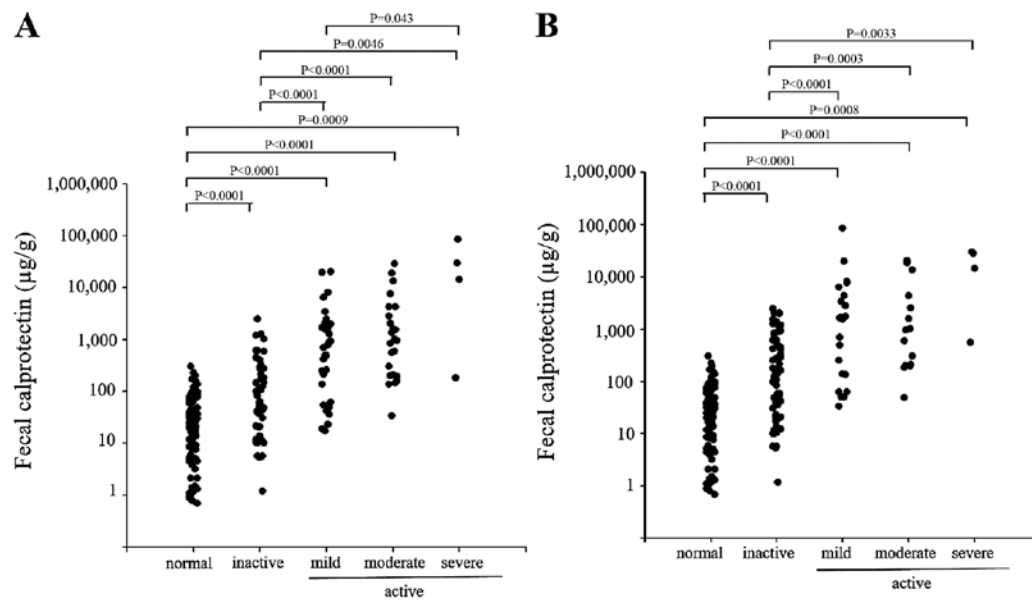 A
P=0.043
P=0.0046
P<0.0001
P<0.0001
P=0.0009
P<0.0001
P<0.0001
P<0.0001
Fecal calprotectin (µg/g)
1,000,000
100,000
10,000
1,000
100
10
1
normal inactive mild moderate severe
active
B
P=0.0033
P=0.0003
P<0.0001
P=0.0008
P<0.0001
P<0.0001
P<0.0001
Fecal calprotectin (µg/g)
1,000,000
100,000
10,000
1,000
100
10
1
normal inactive mild moderate severe
active